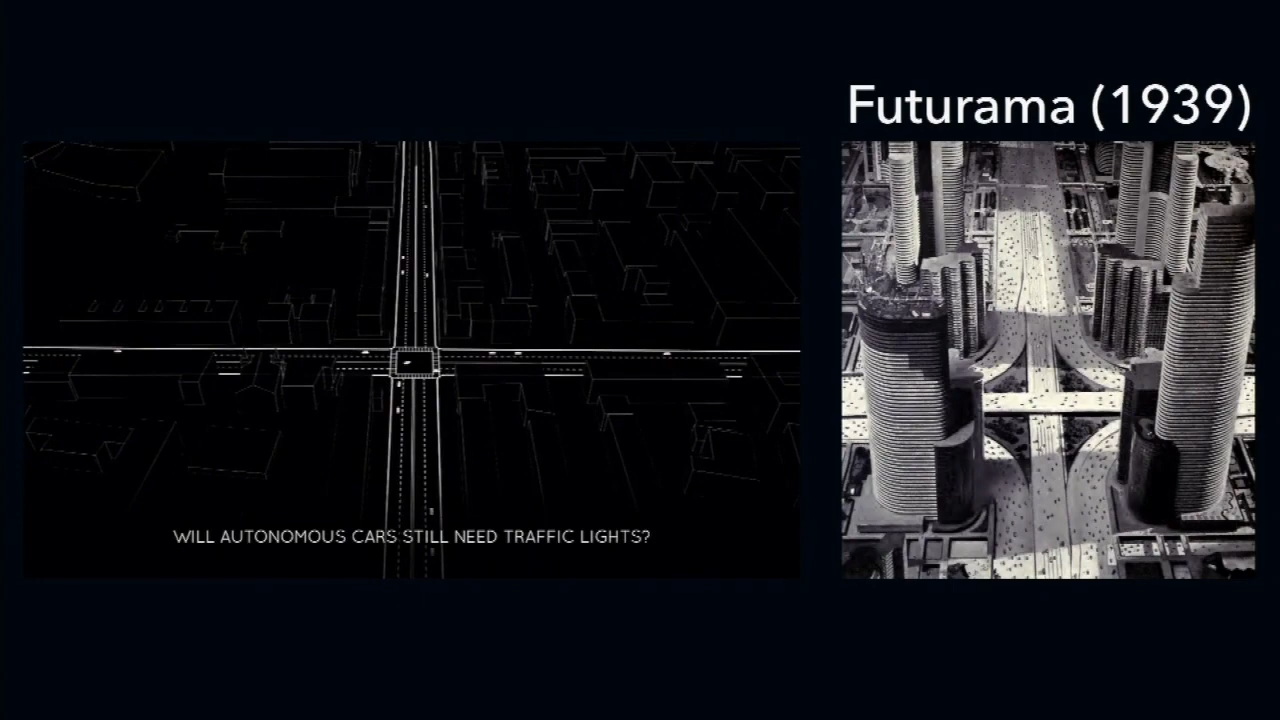 Futurama (1939)
WILL AUTONOMOUS CARS STILL NEED TRAFFIC LIGHTS?